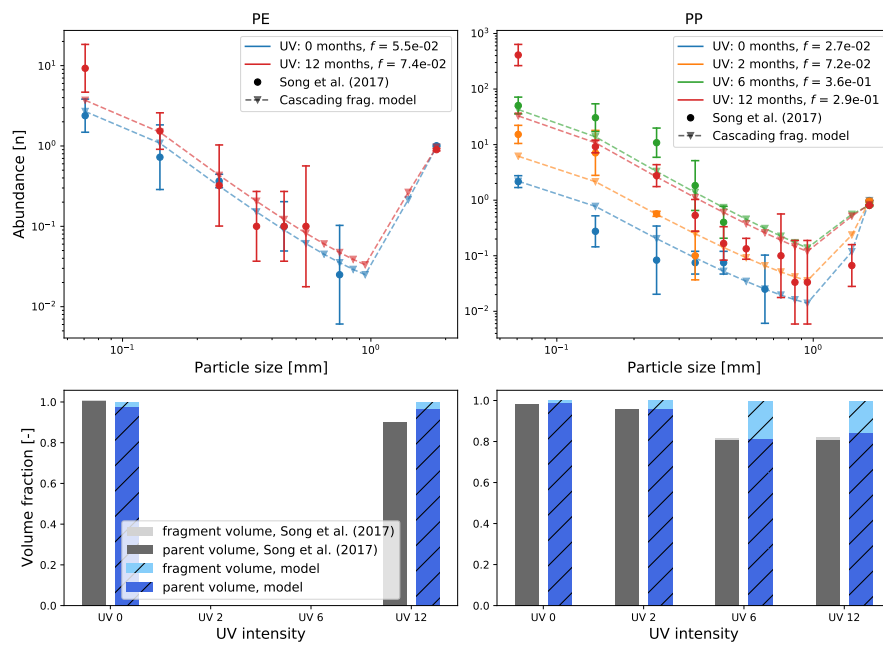 PE
PP
Abundance [n]
10¹
10⁰
10⁻¹
10⁻²
UV: 0 months, f = 5.5e-02
UV: 12 months, f = 7.4e-02
Song et al. (2017)
Cascading frag. model
10⁻¹
10⁰
Particle size [mm]
10³
10²
10¹
10⁰
10⁻¹
10⁻²
UV: 0 months, f = 2.7e-02
UV: 2 months, f = 7.2e-02
UV: 6 months, f = 3.6e-01
UV: 12 months, f = 2.9e-01
Song et al. (2017)
Cascading frag. model
10⁻¹
10⁰
Particle size [mm]
Volume fraction [-]
1.0
0.8
0.6
0.4
0.2
0.0
fragment volume, Song et al. (2017)
parent volume, Song et al. (2017)
fragment volume, model
parent volume, model
UV 0
UV 2
UV 6
UV 12
UV intensity
1.0
0.8
0.6
0.4
0.2
0.0
UV 0
UV 2
UV 6
UV 12
UV intensity